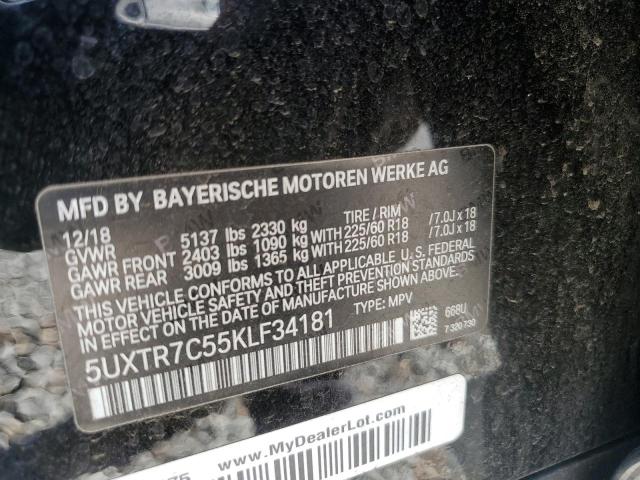 MFD BY BAYERISCHE MOTOREN WERKE AG
12/18 TIRE / RIM
GVWR 5137 lbs 2330 kg
GAWR FRONT 2403 lbs 1090 kg WITH 225/60 R18 /7.0J x 18
GAWR REAR 3009 lbs 1365 kg WITH 225/60 R18 /7.0J x 18
THIS VEHICLE CONFORMS TO ALL APPLICABLE U.S. FEDERAL
MOTOR VEHICLE SAFETY AND THEFT PREVENTION STANDARDS
IN EFFECT ON THE DATE OF MANUFACTURE SHOWN ABOVE.
5UXTR7C55KLF34181 TYPE: MPV 668U
7 320 730
www.MyDealerLot.com